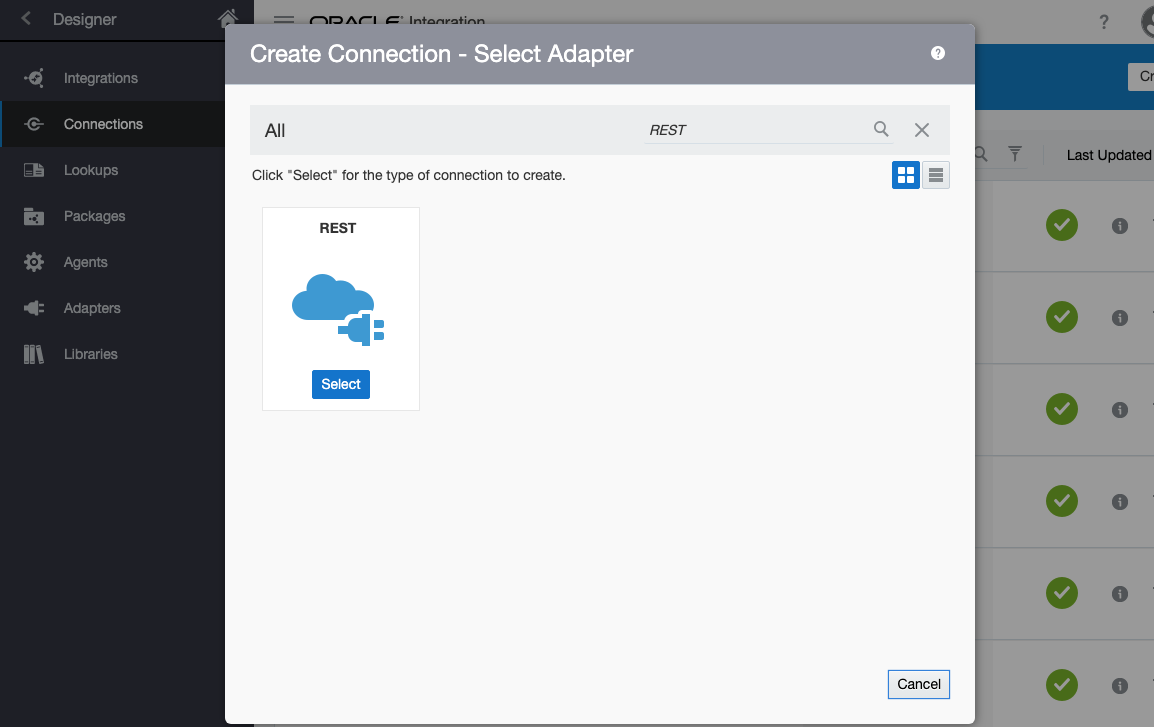 Designer
ORACLE Integration
?
Create Connection - Select Adapter
?
Integrations
Connections
Lookups
Packages
Agents
Adapters
Libraries
All
REST
Last Updated
Click "Select" for the type of connection to create.
REST
Select
Cancel